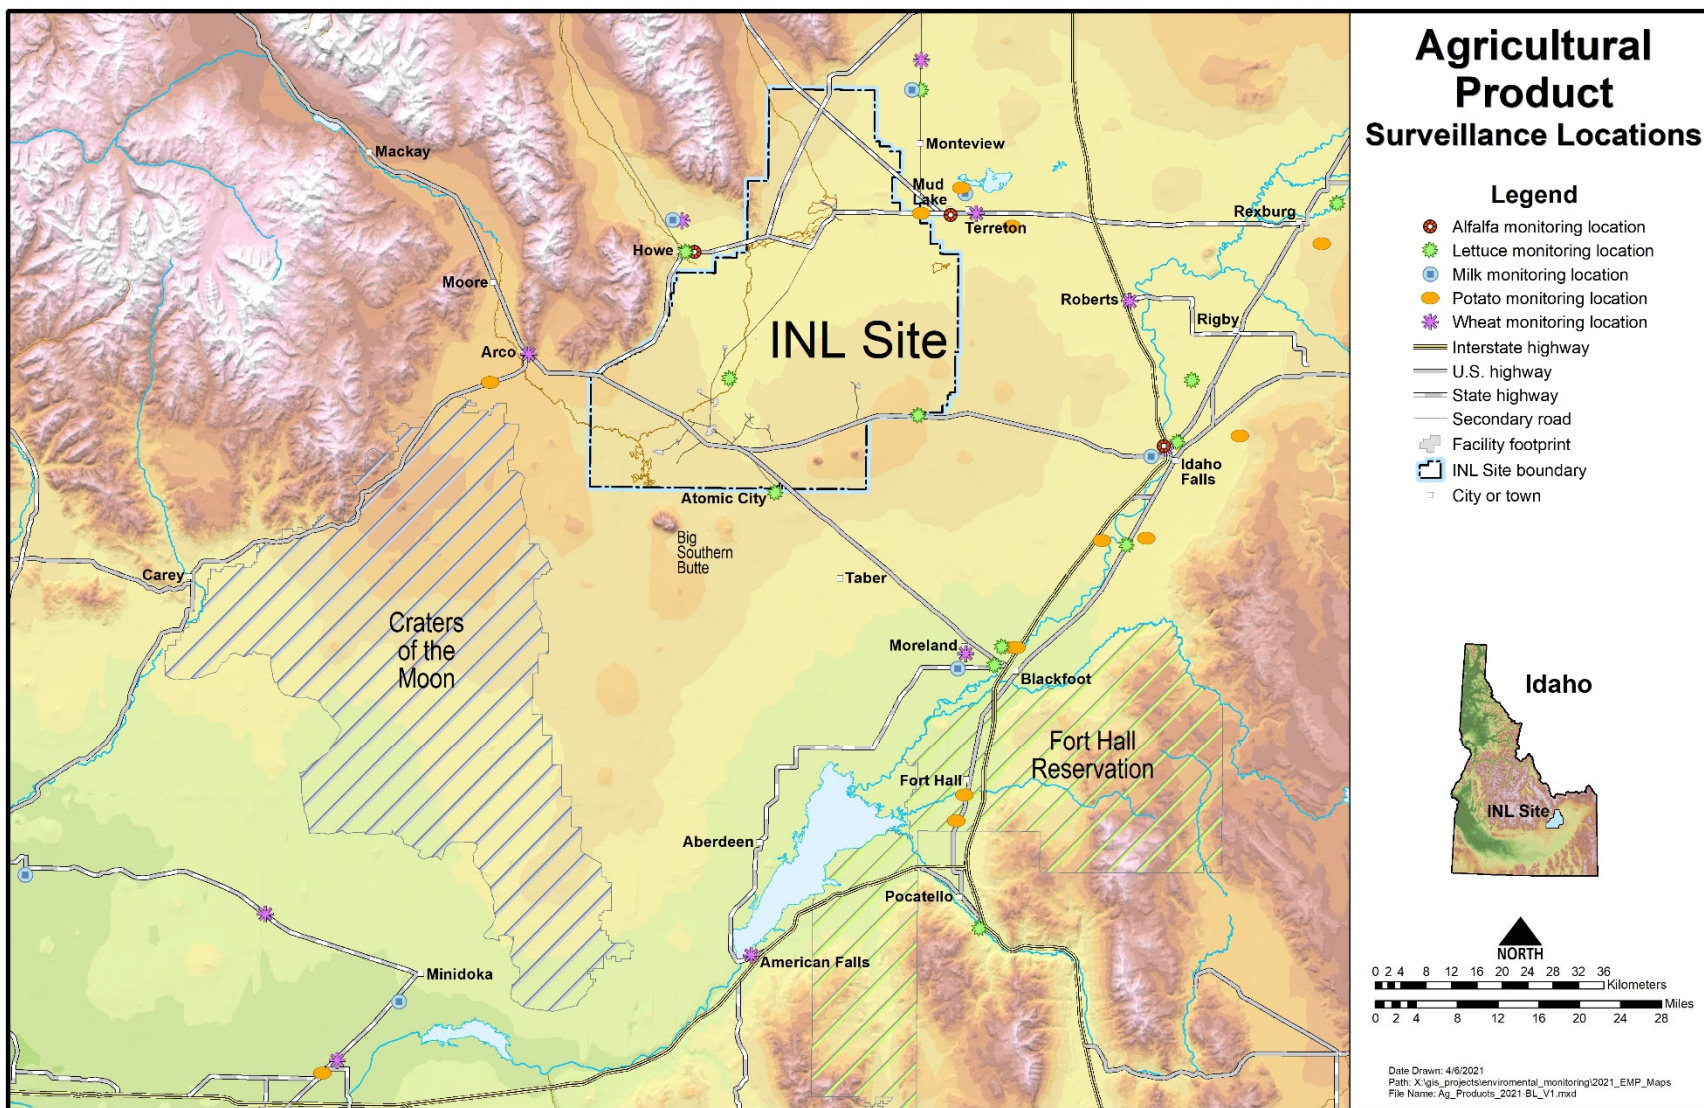 Agricultural
Product
Surveillance Locations
Legend
Alfalfa monitoring location
Lettuce monitoring location
Milk monitoring location
Potato monitoring location
Wheat monitoring location
Interstate highway
U.S. highway
State highway
Secondary road
Facility footprint
INL Site boundary
City or town
Mackay
Monteview
Mud
Lake
Terreton
Rexburg
Howe
Moore
Roberts
Rigby
INL Site
Arco
Idaho
Falls
Atomic City
Big
Southern
Butte
Carey
Taber
Craters
of the
Moon
Moreland
Blackfoot
Fort Hall
Reservation
Fort Hall
Aberdeen
Pocatello
American Falls
Minidoka
Idaho
INL Site
NORTH
0 2 4 8 12 16 20 24 28 32 36
Kilometers
Miles
0 2 4 8 12 16 20 24 28
Date Drawn: 4/6/2021
Path: X:\gis_projects\enviromental_monitoring\2021_EMP_Maps
File Name: Ag_Products_2021-BL_V1.mxd